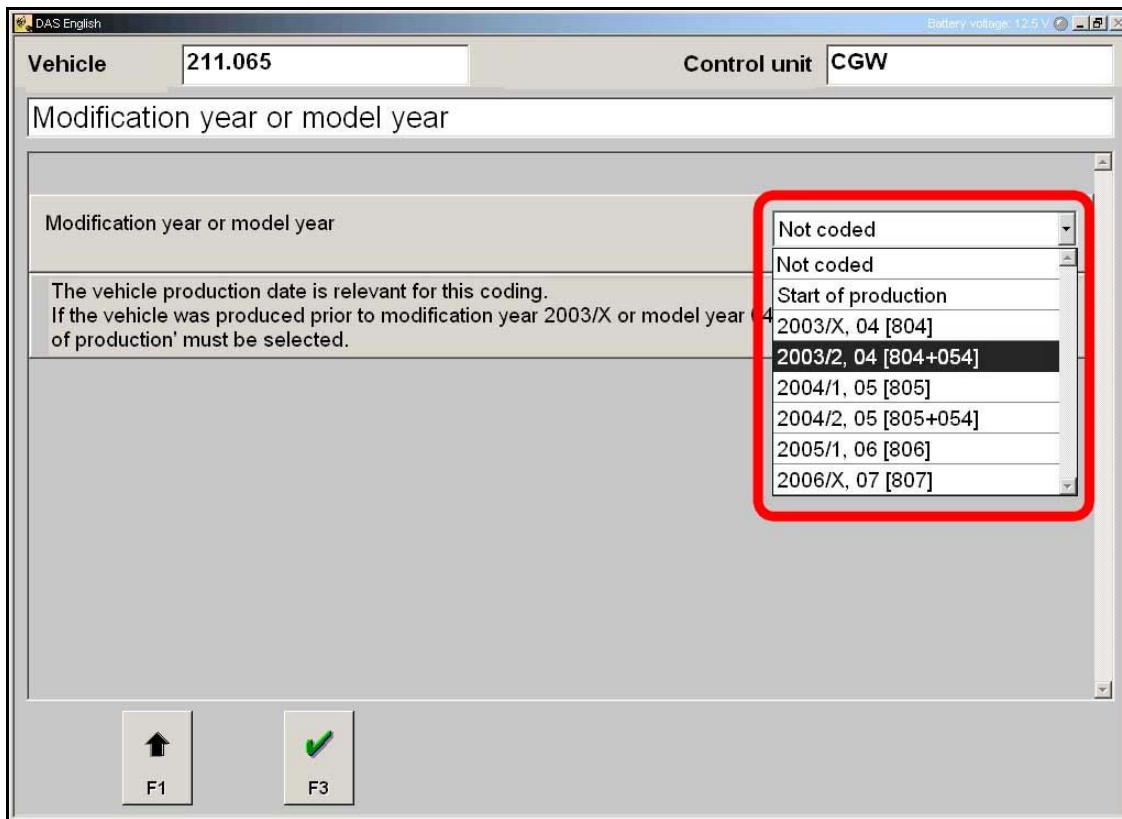 DAS English
Battery voltage: 12.5 V
Vehicle 211.065 Control unit CGW
Modification year or model year
Modification year or model year
Not coded
Not coded
Start of production
2003/X, 04 [804]
2003/2, 04 [804+054]
2004/1, 05 [805]
2004/2, 05 [805+054]
2005/1, 06 [806]
2006/X, 07 [807]
The vehicle production date is relevant for this coding.
If the vehicle was produced prior to modification year 2003/X or model year
of production' must be selected.
F1 F3